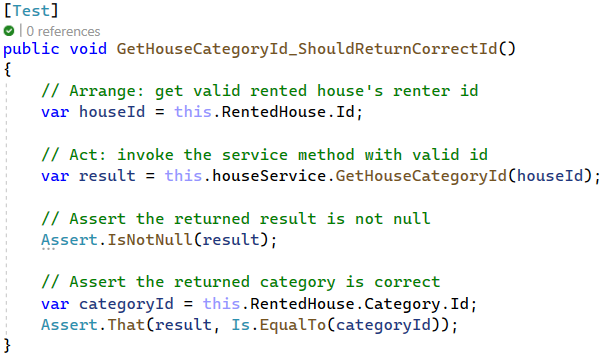 [Test]
| 0 references
public void GetHouseCategoryId_ShouldReturnCorrectId()
{
    // Arrange: get valid rented house's renter id
    var houseId = this.RentedHouse.Id;

    // Act: invoke the service method with valid id
    var result = this.houseService.GetHouseCategoryId(houseId);

    // Assert the returned result is not null
    Assert.IsNotNull(result);

    // Assert the returned category is correct
    var categoryId = this.RentedHouse.Category.Id;
    Assert.That(result, Is.EqualTo(categoryId));
}